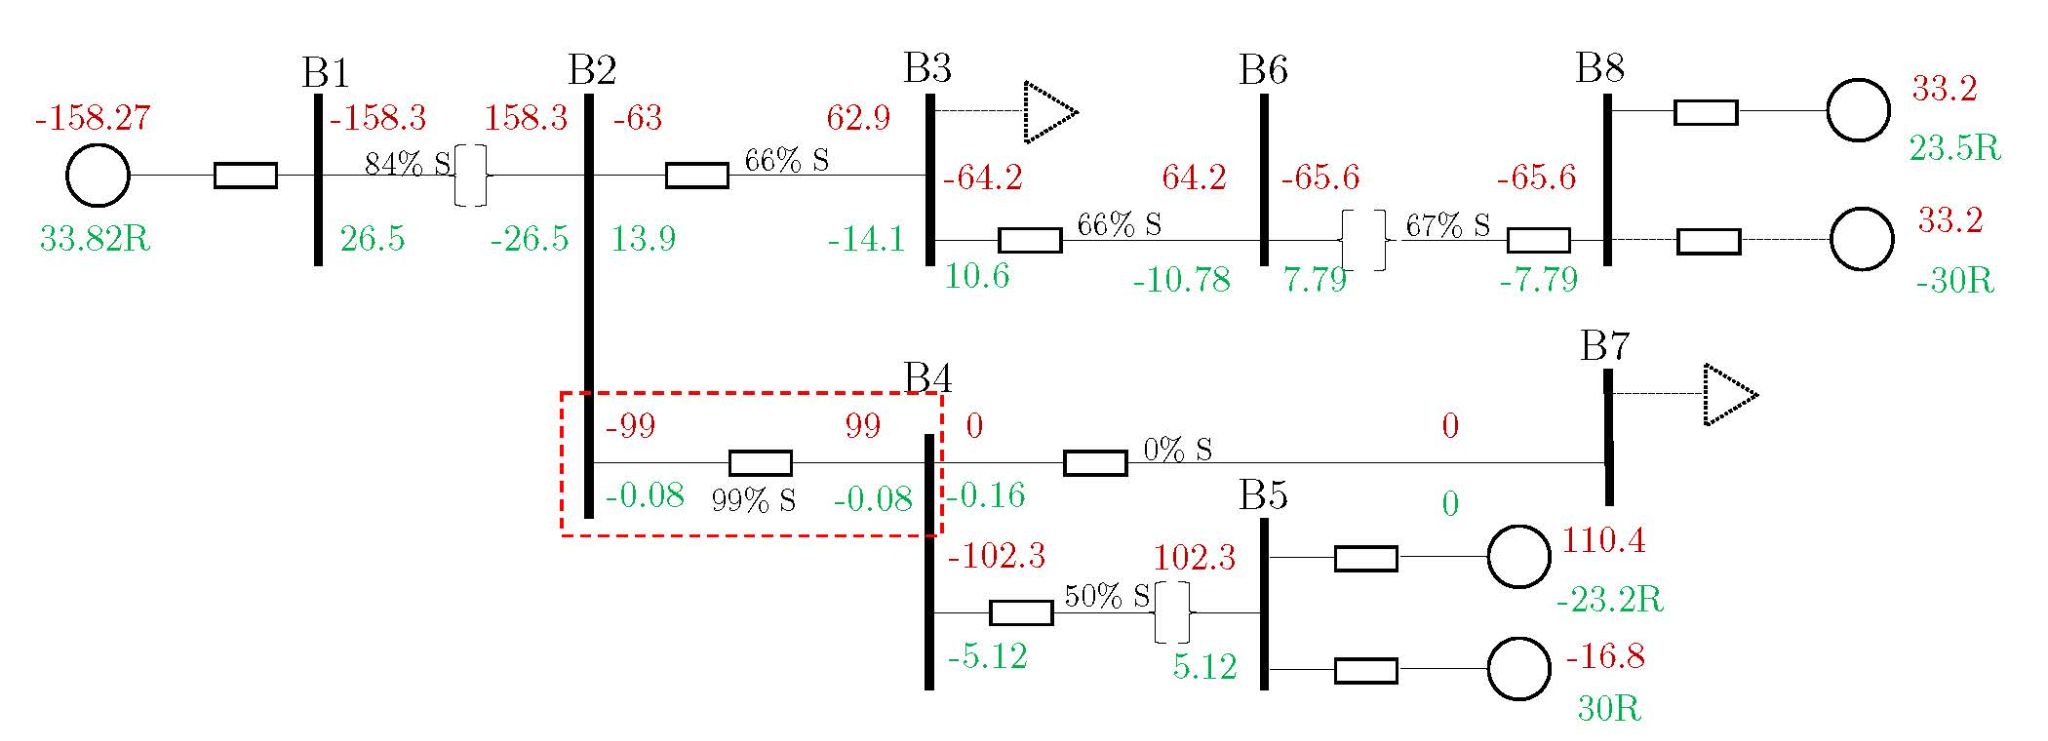 B1
B2
B3
B6
B8
-158.27
-158.3
158.3
-63
62.9
33.2
84% S
66% S
23.5R
-64.2
64.2
-65.6
-65.6
33.82R
26.5
-26.5
13.9
-14.1
66% S
67% S
33.2
10.6
-10.78
7.79
-7.79
-30R
B4
B7
-99
99
0
0% S
0
-0.08
99% S
-0.08
-0.16
B5
0
110.4
-102.3
102.3
50% S
-23.2R
-5.12
5.12
-16.8
30R